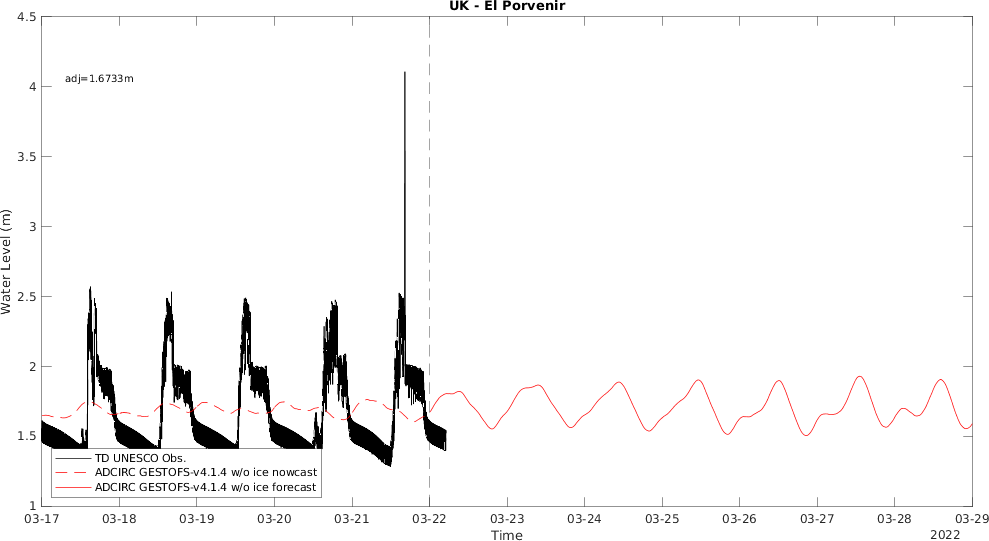 UK - El Porvenir
4.5
4
3.5
3
2.5
2
1.5
1
Water Level (m)
adj=1.6733m
TD UNESCO Obs.
ADCIRC GESTOFS-v4.1.4 w/o ice nowcast
ADCIRC GESTOFS-v4.1.4 w/o ice forecast
03-17 03-18 03-19 03-20 03-21 03-22 03-23 03-24 03-25 03-26 03-27 03-28 03-29
Time
2022